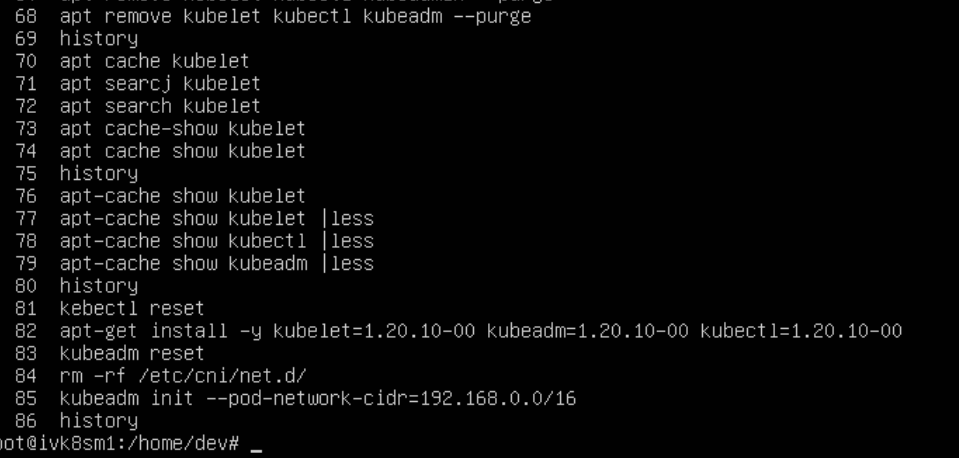 68 apt remove kubelet kubectl kubeadm --purge
69 history
70 apt cache kubelet
71 apt searcj kubelet
72 apt search kubelet
73 apt cache-show kubelet
74 apt cache show kubelet
75 history
76 apt-cache show kubelet
77 apt-cache show kubelet |less
78 apt-cache show kubectl |less
79 apt-cache show kubeadm |less
80 history
81 kebectl reset
82 apt-get install -y kubelet=1.20.10-00 kubeadm=1.20.10-00 kubectl=1.20.10-00
83 kubeadm reset
84 rm -rf /etc/cni/net.d/
85 kubeadm init --pod-network-cidr=192.168.0.0/16
86 history
oot@ivk8sm1:/home/dev# _